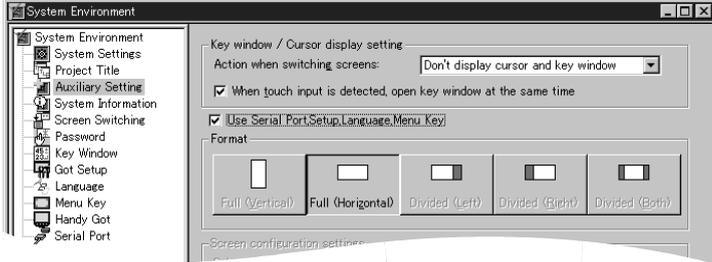 System Environment
System Environment
System Settings
Project Title
Auxiliary Setting
System Information
Screen Switching
Password
Key Window
Got Setup
Language
Menu Key
Handy Got
Serial Port
Key window / Cursor display setting
Action when switching screens: Don't display cursor and key window
When touch input is detected, open key window at the same time
Use Serial Port,Setup,Language,Menu Key
Format
Full (Vertical) Full (Horizontal) Divided (Left) Divided (Right) Divided (Both)
Screen configuration settings